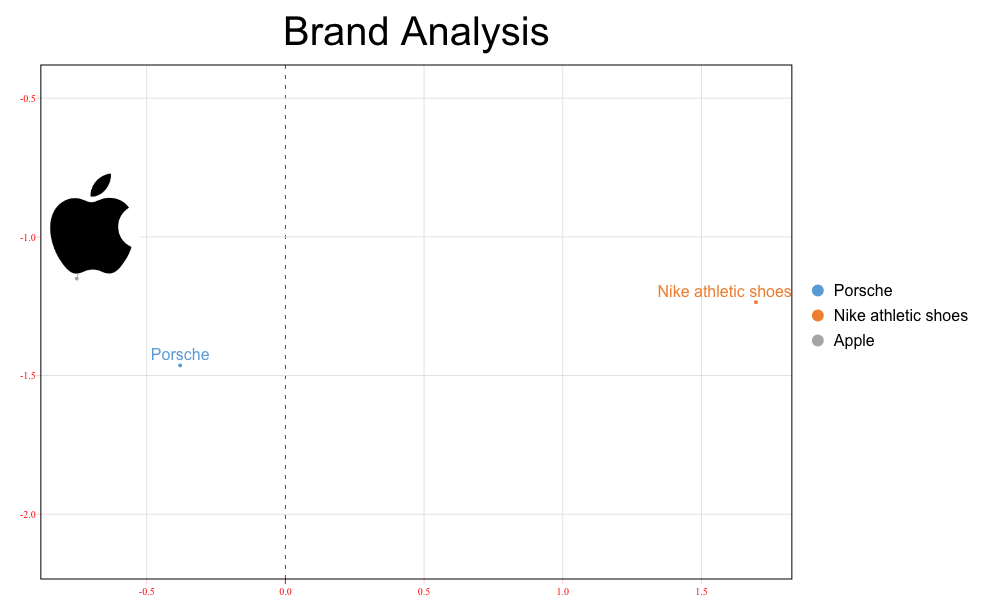 Brand Analysis
-0.5
-1.0
-1.5
-2.0
Nike athletic shoes
Porsche
-0.5 0.0 0.5 1.0 1.5
Porsche
Nike athletic shoes
Apple